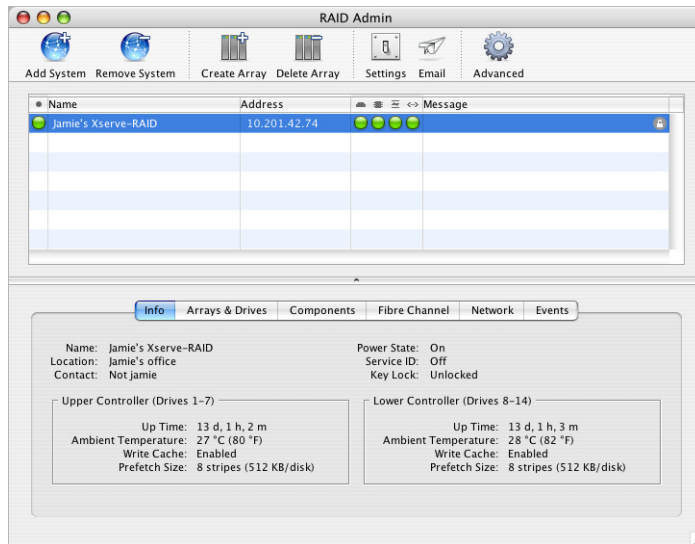 RAID Admin
Add System Remove System Create Array Delete Array Settings Email Advanced
Name Address Message
Jamie's Xserve-RAID 10.201.42.74
Info Arrays & Drives Components Fibre Channel Network Events
Name: Jamie's Xserve-RAID Power State: On
Location: Jamie's office Service ID: Off
Contact: Not jamie Key Lock: Unlocked
Upper Controller (Drives 1–7) Lower Controller (Drives 8–14)
Up Time: 13 d, 1 h, 2 m Up Time: 13 d, 1 h, 3 m
Ambient Temperature: 27 °C (80 °F) Ambient Temperature: 28 °C (82 °F)
Write Cache: Enabled Write Cache: Enabled
Prefetch Size: 8 stripes (512 KB/disk) Prefetch Size: 8 stripes (512 KB/disk)